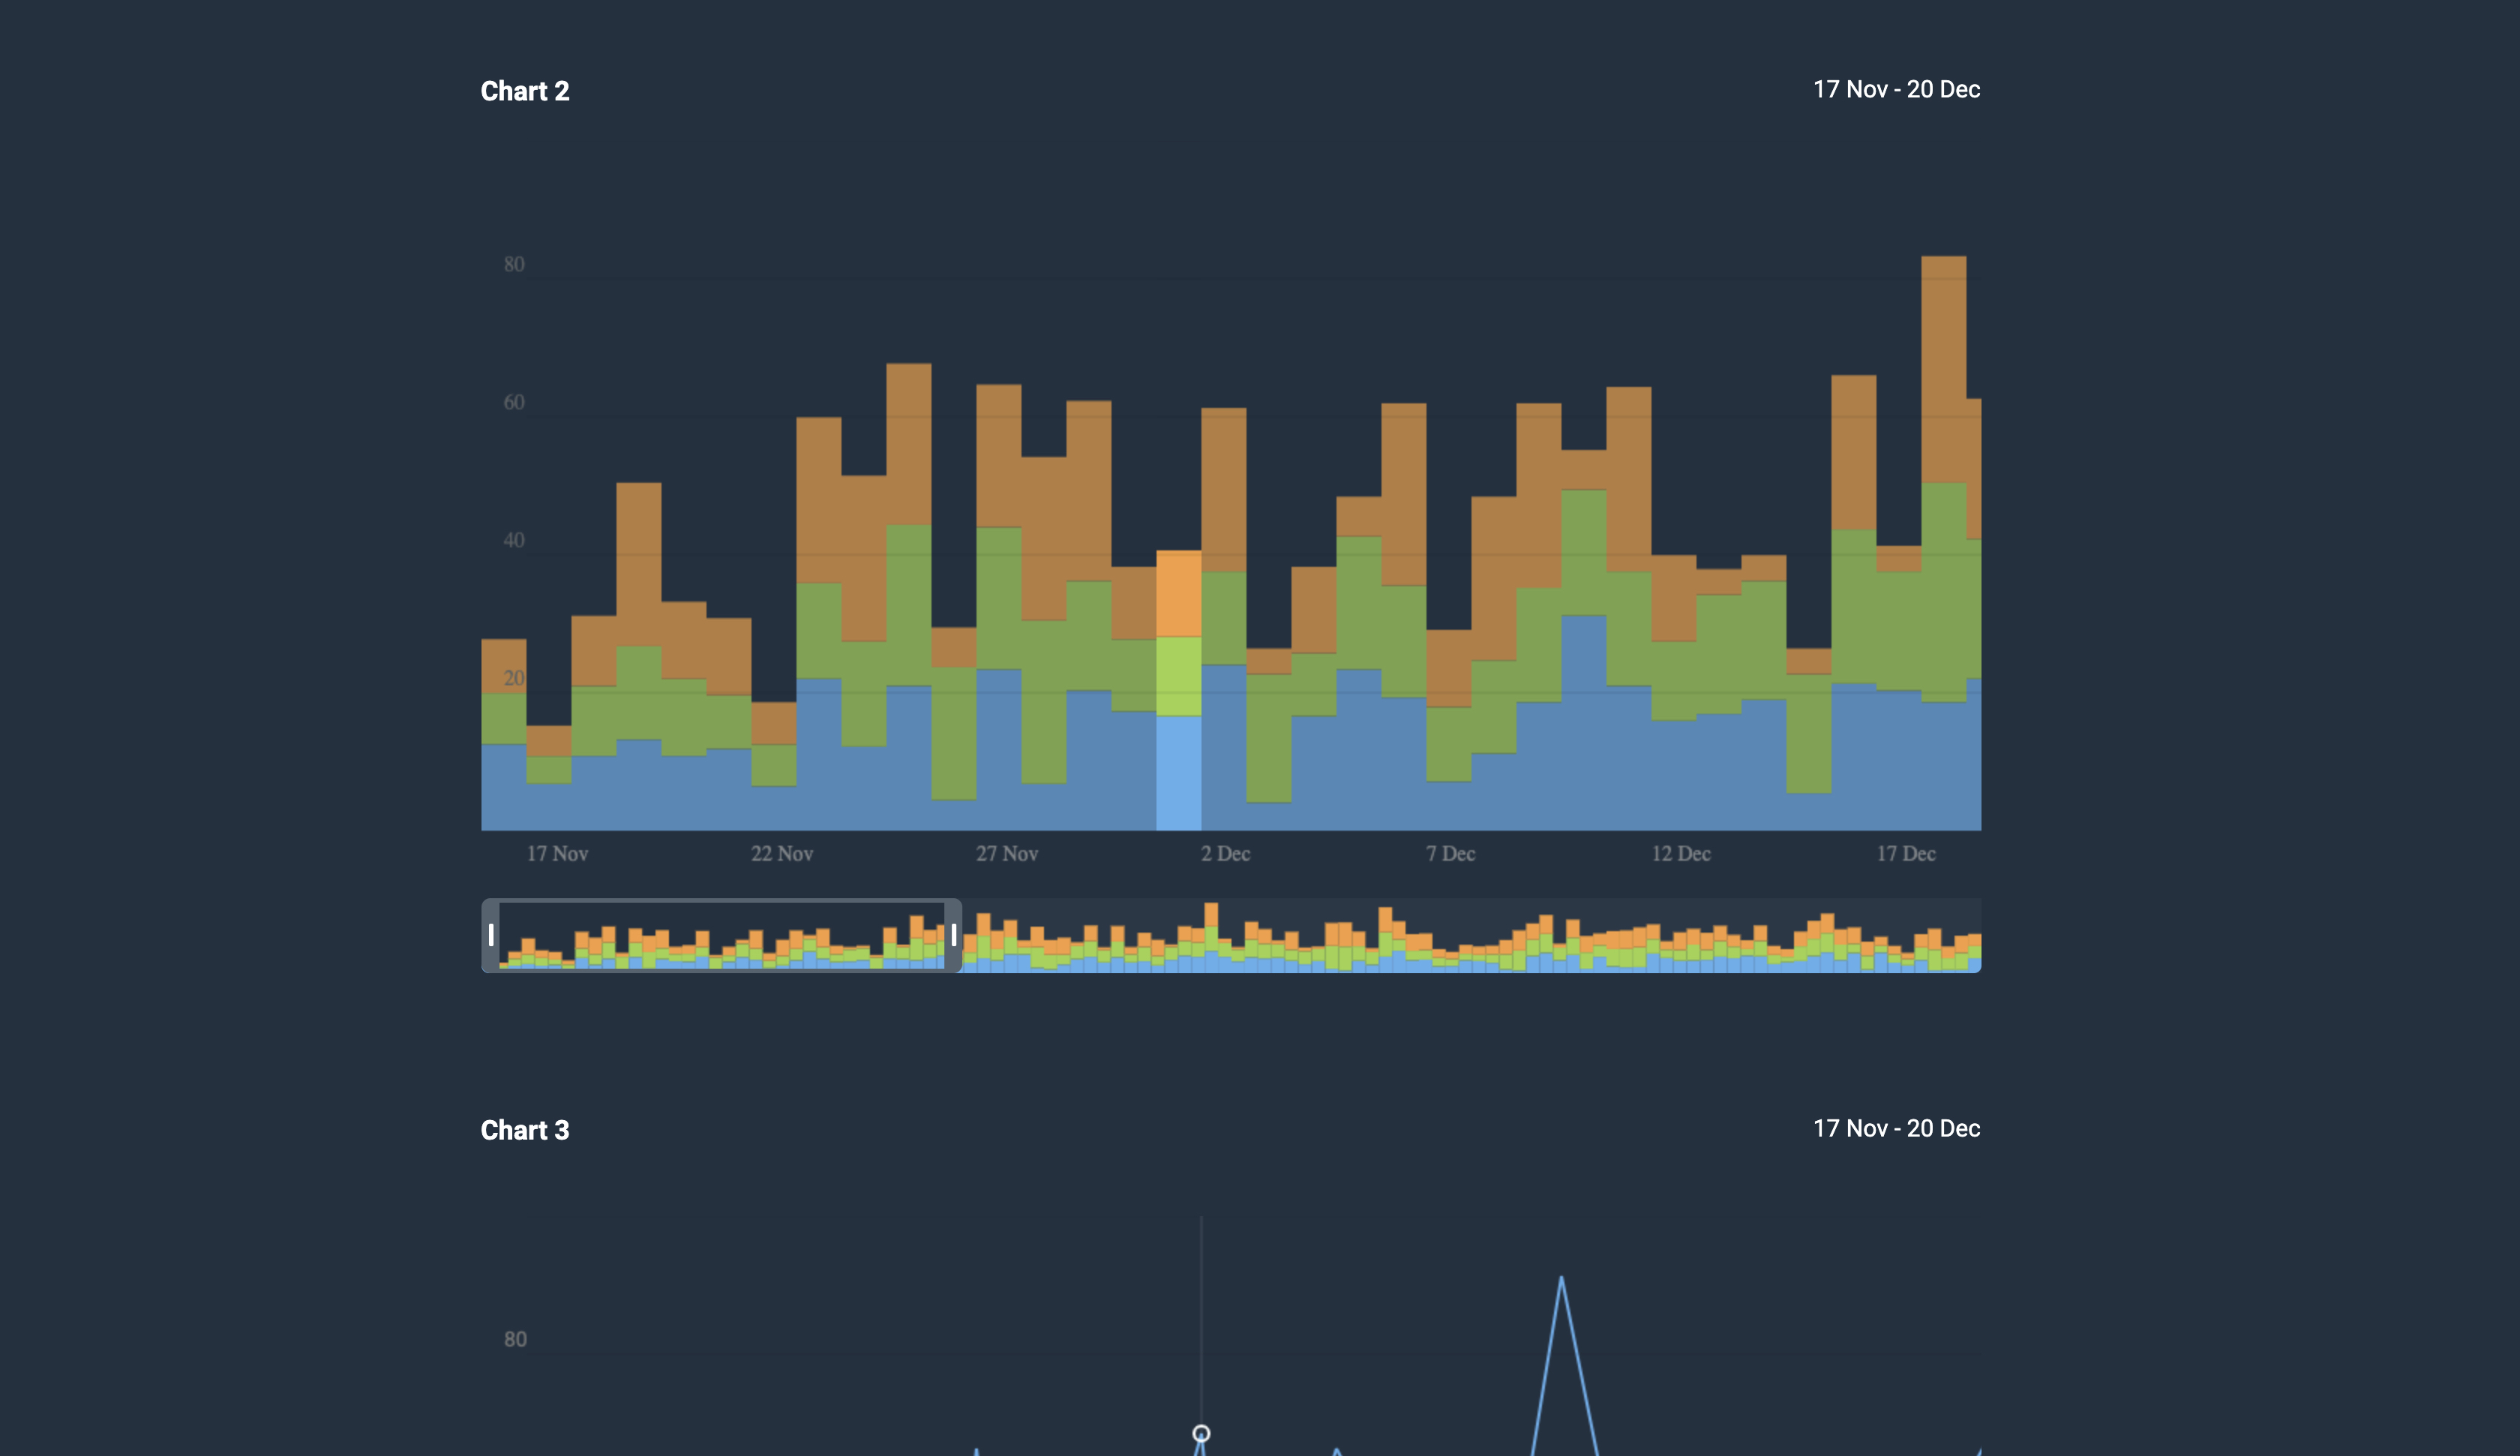 Chart 2
17 Nov - 20 Dec
80
60
40
20
17 Nov 22 Nov 27 Nov 2 Dec 7 Dec 12 Dec 17 Dec
Chart 3
17 Nov - 20 Dec
80